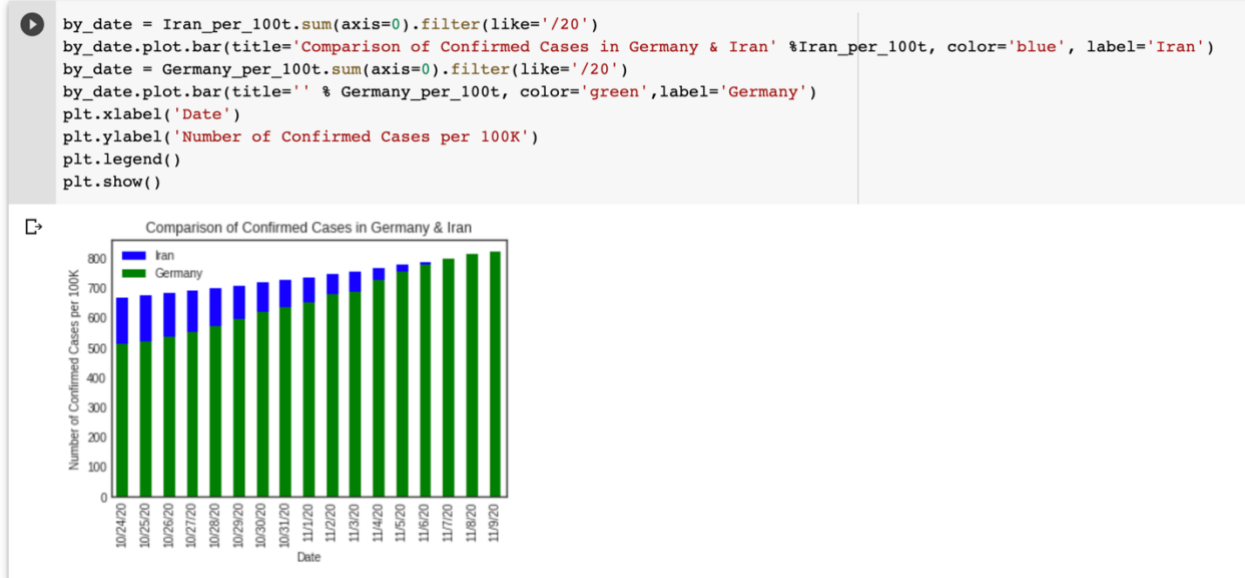 by_date = Iran_per_100t.sum(axis=0).filter(like='/20')
by_date.plot.bar(title='Comparison of Confirmed Cases in Germany & Iran' %Iran_per_100t, color='blue', label='Iran')
by_date = Germany_per_100t.sum(axis=0).filter(like='/20')
by_date.plot.bar(title='' % Germany_per_100t, color='green',label='Germany')
plt.xlabel('Date')
plt.ylabel('Number of Confirmed Cases per 100K')
plt.legend()
plt.show()
Comparison of Confirmed Cases in Germany & Iran
Iran
Germany
Number of Confirmed Cases per 100K
800
700
600
500
400
300
200
100
0
10/24/20
10/25/20
10/26/20
10/27/20
10/28/20
10/29/20
10/30/20
10/31/20
11/1/20
11/2/20
11/3/20
11/4/20
11/5/20
11/6/20
11/7/20
11/8/20
11/9/20
Date